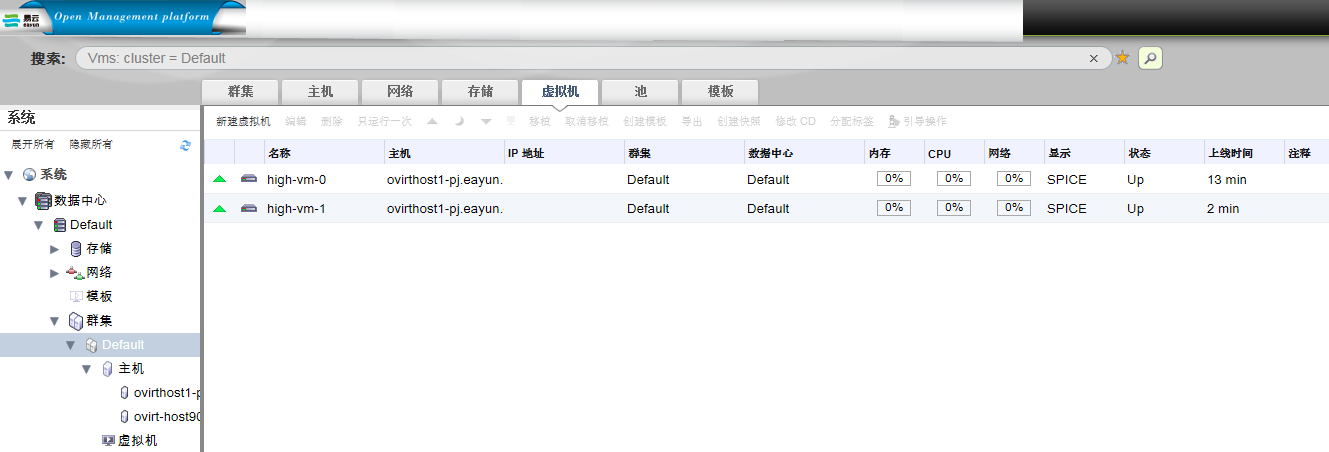 易云
eayun
Open Management platform
搜索:
Vms: cluster = Default
群集 主机 网络 存储 虚拟机 池 模板
系统
展开所有 隐藏所有
系统
数据中心
Default
存储
网络
模板
群集
Default
主机
ovirthost1-p
ovirt-host90
虚拟机
新建虚拟机 编辑 删除 只运行一次 移植 取消移植 创建模板 导出 创建快照 修改 CD 分配标签 引导操作
名称 主机 IP 地址 群集 数据中心 内存 CPU 网络 显示 状态 上线时间 注释
high-vm-0 ovirthost1-pj.eayun. Default Default 0% 0% 0% SPICE Up 13 min
high-vm-1 ovirthost1-pj.eayun. Default Default 0% 0% 0% SPICE Up 2 min